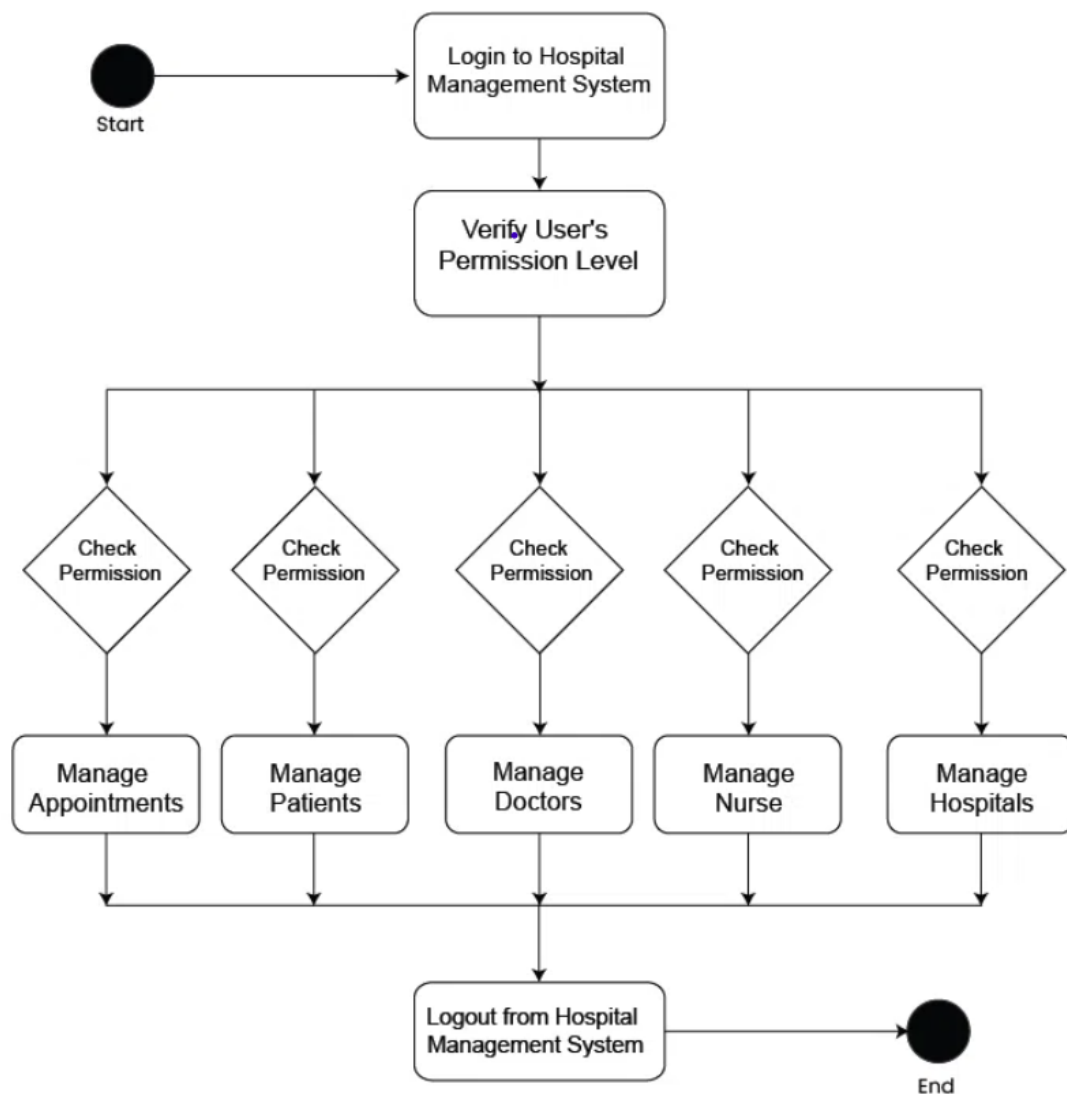 Login to Hospital
Management System
Start
Verify User's
Permission Level
Check
Permission
Check
Permission
Check
Permission
Check
Permission
Check
Permission
Manage
Appointments
Manage
Patients
Manage
Doctors
Manage
Nurse
Manage
Hospitals
Logout from Hospital
Management System
End